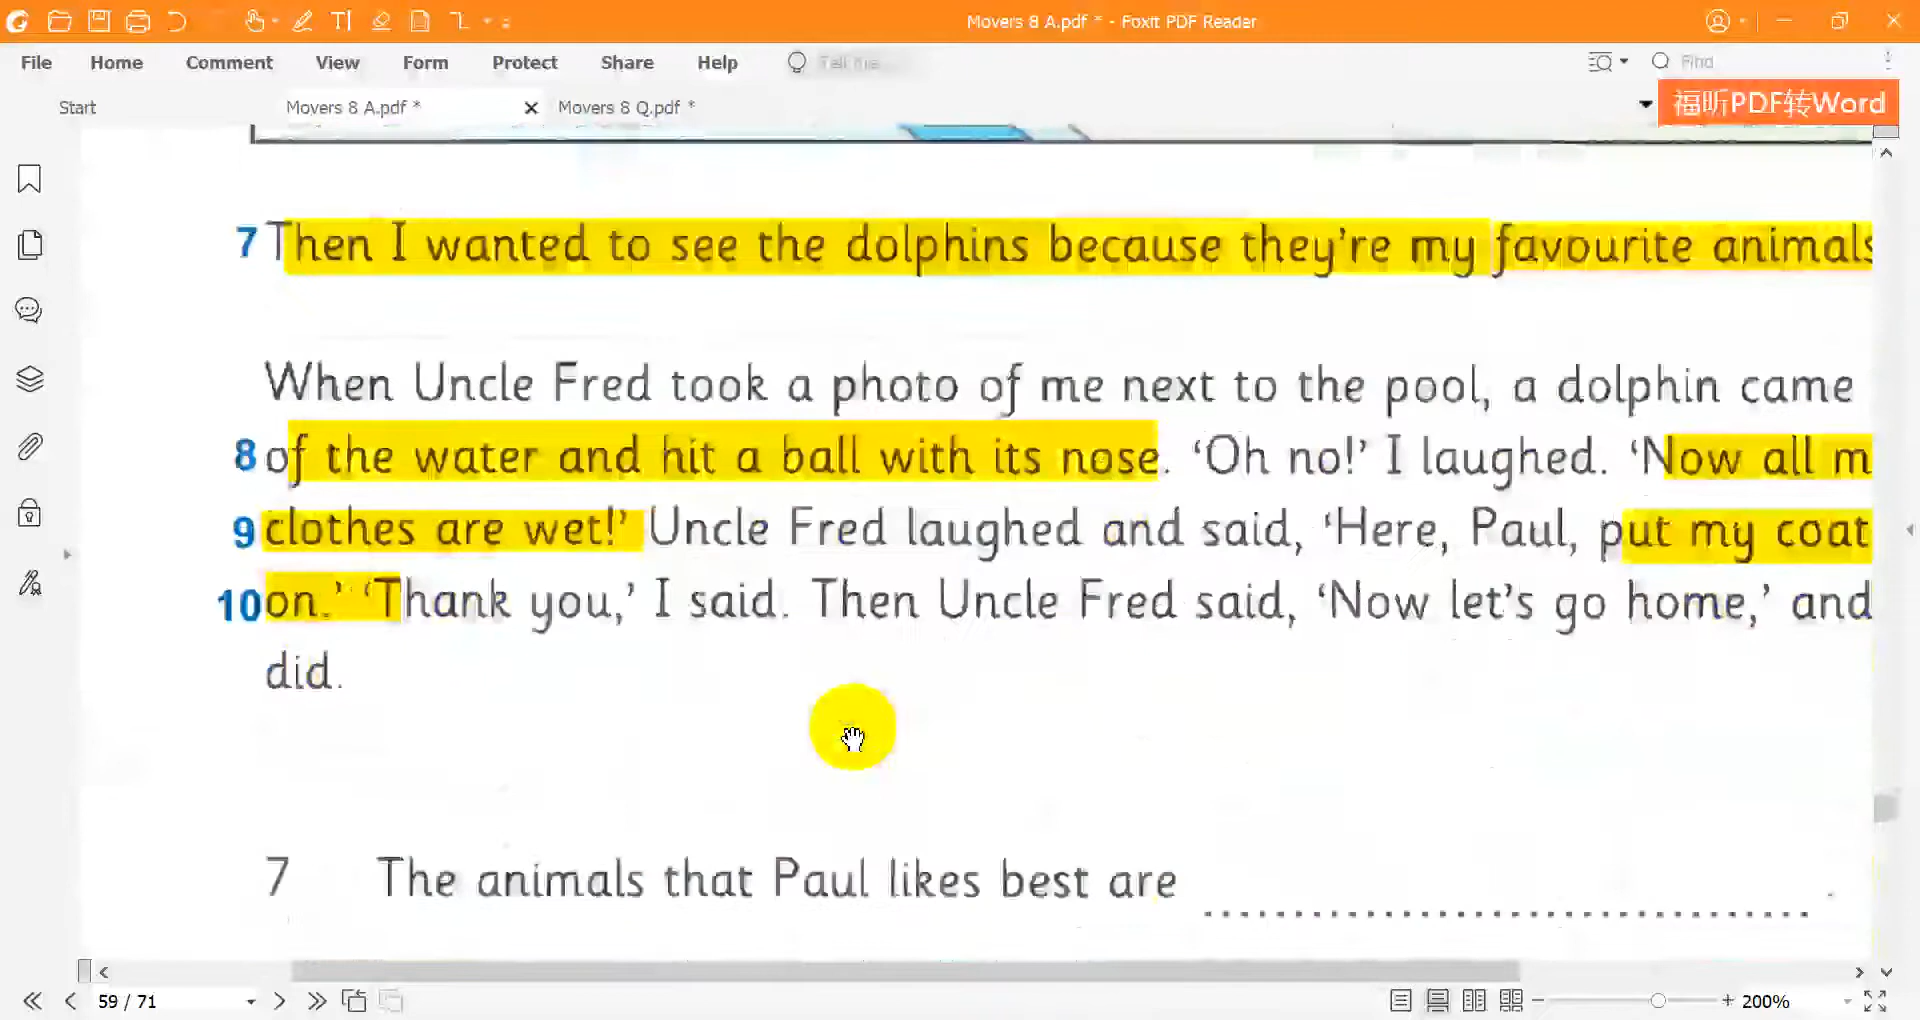 Movers 8 A.pdf * - Foxit PDF Reader
File Home Comment View Form Protect Share Help Tell me... Find
Start Movers 8 A.pdf * Movers 8 Q.pdf * 福昕PDF转Word
7 Then I wanted to see the dolphins because they're my favourite animals
When Uncle Fred took a photo of me next to the pool, a dolphin came
8 of the water and hit a ball with its nose. ‘Oh no!’ I laughed. ‘Now all m
9 clothes are wet!’ Uncle Fred laughed and said, ‘Here, Paul, put my coat
10 on.’ ‘Thank you,’ I said. Then Uncle Fred said, ‘Now let’s go home,’ and
did.
7 The animals that Paul likes best are ........................................ .
59 / 71 200%